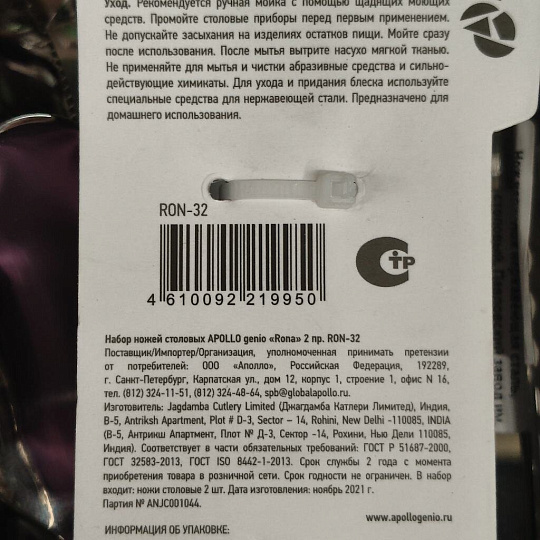 Уход. Рекомендуется ручная мойка с помощью щадящих моющих
средств. Промойте столовые приборы перед первым применением.
Не допускайте засыхания на изделиях остатков пищи. Мойте сразу
после использования. После мытья вытрите насухо мягкой тканью.
Не применяйте для мытья и чистки абразивные средства и сильно-
действующие химикаты. Для ухода и придания блеска используйте
специальные средства для нержавеющей стали. Предназначено для
домашнего использования.
RON-32
4 610092 219950
СТР
Набор ножей столовых APOLLO genio «Rona» 2 пр. RON-32
Поставщик/Импортер/Организация, уполномоченная принимать претензии
от потребителей: ООО «Аполло», Российская Федерация, 192289,
г. Санкт-Петербург, Карпатская ул., дом 12, корпус 1, строение 1, офис N 16,
тел. (812) 324-11-51, (812) 324-48-64, spb@globalapollo.ru.
Изготовитель: Jagdamba Cutlery Limited (Джагдамба Катлери Лимитед), Индия,
B-5, Antriksh Apartment, Plot # D-3, Sector – 14, Rohini, New Delhi -110085, INDIA
(B-5, Антрикш Апартмент, Плот № Д-3, Сектор -14, Рохини, Нью Дели 110085,
Индия). Соответствует в части обязательных требований: ГОСТ Р 51687-2000,
ГОСТ 32583-2013, ГОСТ ISO 8442-1-2013. Срок службы 2 года с момента
приобретения товара в розничной сети. Срок годности не ограничен. В набор
входит: ножи столовые 2 шт. Дата изготовления: ноябрь 2021 г.
Партия № ANJC001044.
www.apollogenio.ru
ИНФОРМАЦИЯ ОБ УПАКОВКЕ: